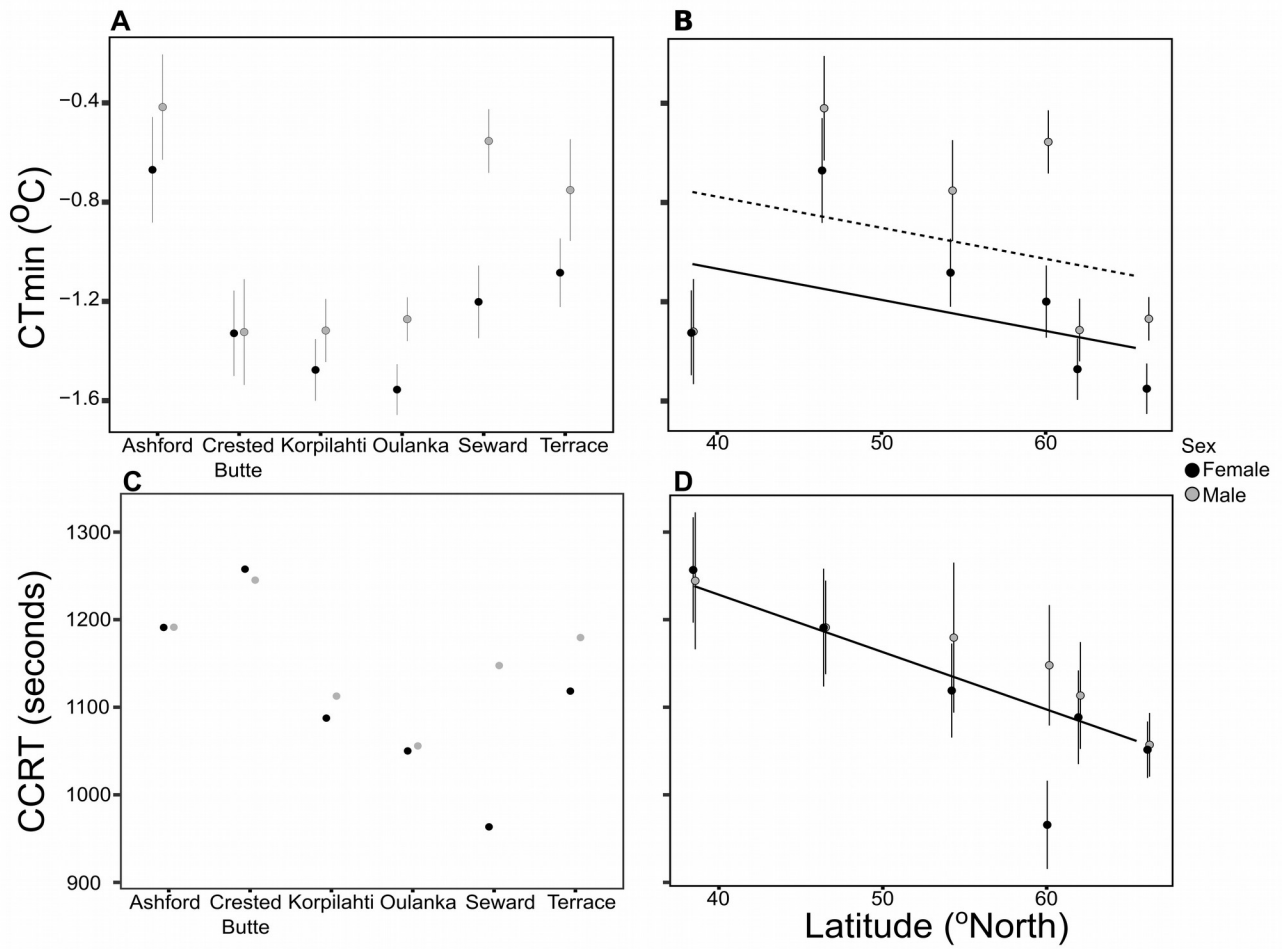 A
B
CTmin (ºC)
−0.4
−0.8
−1.2
−1.6
Ashford Crested Butte Korpilahti Oulanka Seward Terrace
40 50 60
Sex
Female
Male
C
D
CCRT (seconds)
1300
1200
1100
1000
900
Ashford Crested Butte Korpilahti Oulanka Seward Terrace
40 50 60
Latitude (ºNorth)